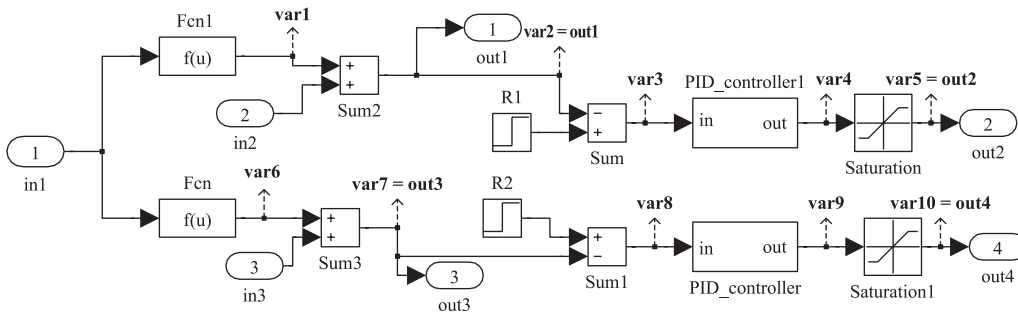 Fcn1
var1
f(u)
+
+
Sum2
2
in2
1
out1
var2 = out1
R1
−
+
Sum
var3
PID_controller1
in
out
var4
Saturation
var5 = out2
2
out2
1
in1
Fcn
f(u)
var6
+
+
Sum3
3
in3
var7 = out3
3
out3
R2
+
−
Sum1
var8
in
out
PID_controller
var9
Saturation1
var10 = out4
4
out4